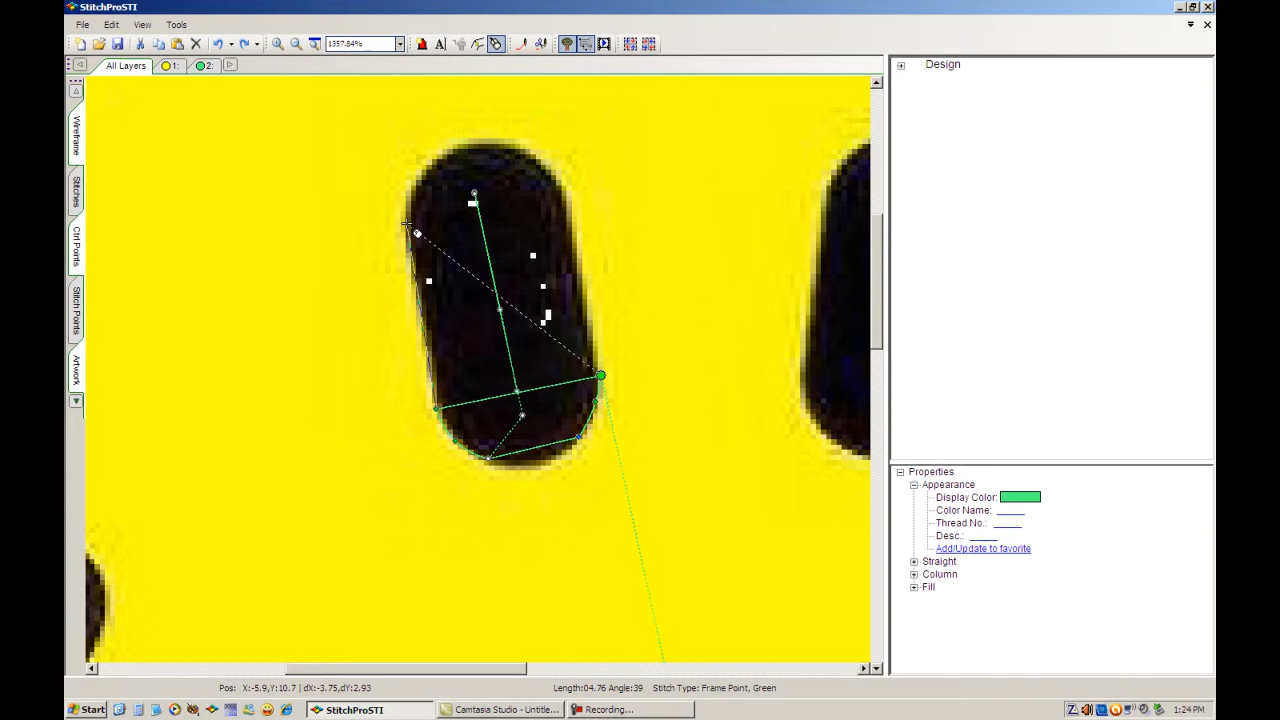 StitchProSTI
File Edit View Tools
1357.84%
All Layers 1: 2:
Wireframe
Stitches
Ctrl Points
Stitch Points
Artwork
Design
Properties
Appearance
Display Color:
Color Name:
Thread No.:
Desc.:
Add/Update to favorite
Straight
Column
Fill
Pos: X:-5.9,Y:10.7 | dX:-3.75,dY:2.93 Length04.76 Angle:39 Stitch Type: Frame Point, Green
Start StitchProSTI Camtasia Studio - Untitle... Recording... 1:24 PM